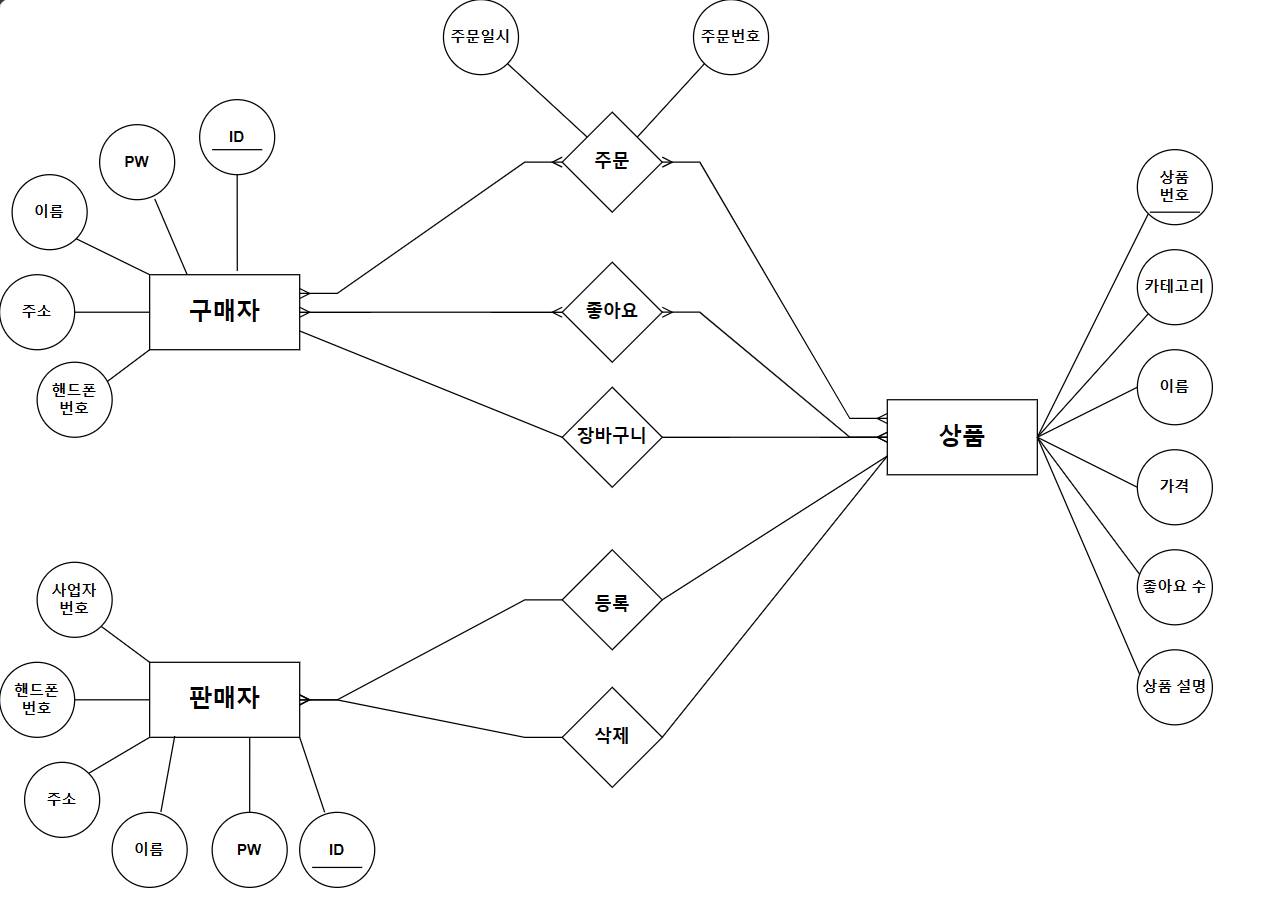 주문일시
주문번호
ID
PW
이름
주소
핸드폰
번호
구매자
주문
좋아요
장바구니
상품
상품
번호
카테고리
이름
가격
좋아요 수
상품 설명
등록
삭제
사업자
번호
핸드폰
번호
판매자
주소
이름
PW
ID